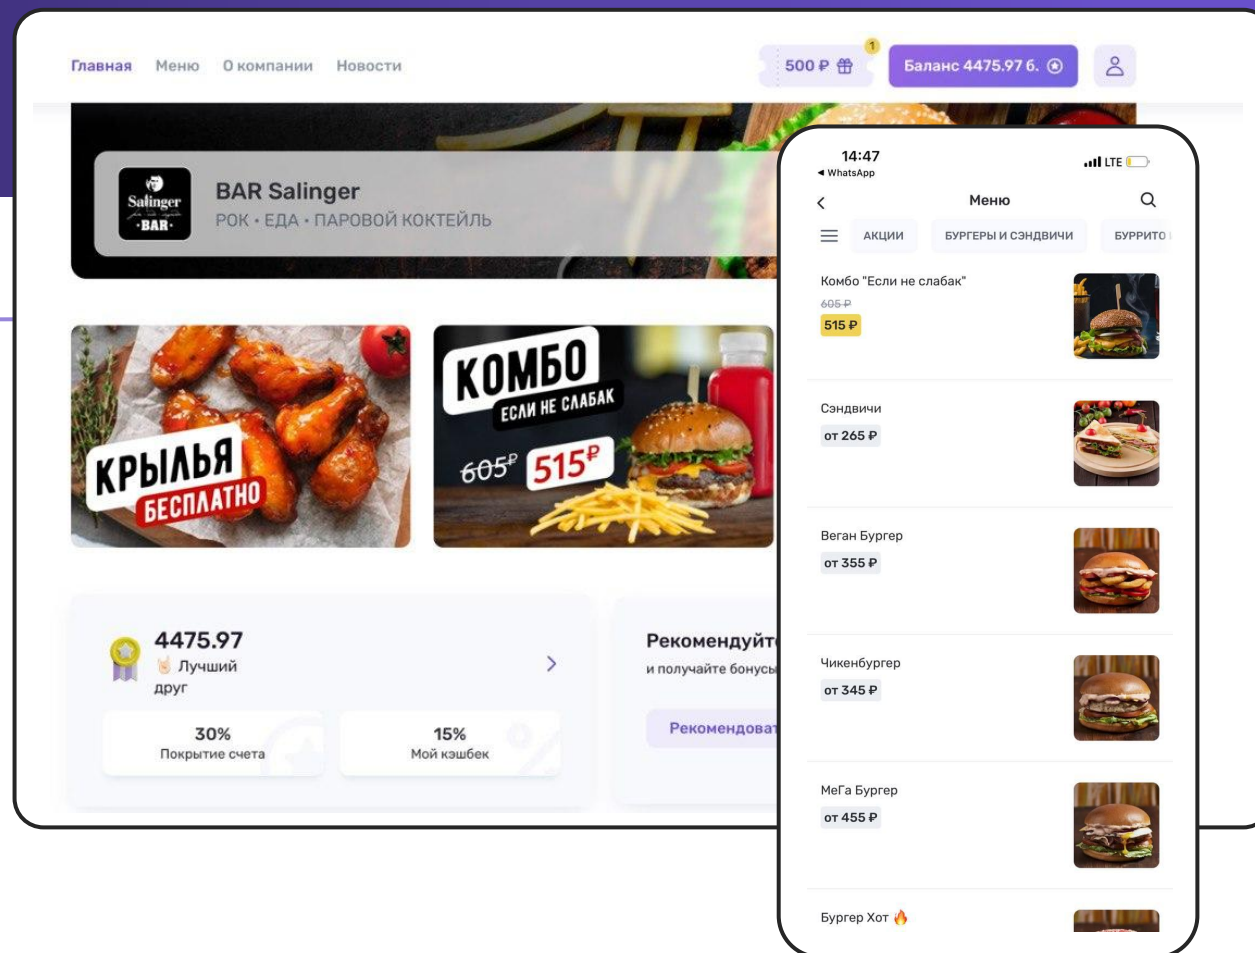 Главная Меню О компании Новости
500 ₽
1
Баланс 4475.97 б.
Salinger
·BAR·
BAR Salinger
РОК • ЕДА • ПАРОВОЙ КОКТЕЙЛЬ
КРЫЛЬЯ
БЕСПЛАТНО
КОМБО
ЕСЛИ НЕ СЛАБАК
605₽ 515₽
4475.97
🤘🏻 Лучший
друг
30%
Покрытие счета
15%
Мой кэшбек
Рекомендуйт
и получайте бонусы
Рекомендоват
14:47
LTE
◄ WhatsApp
Меню
АКЦИИ БУРГЕРЫ И СЭНДВИЧИ БУРРИТО
Комбо "Если не слабак"
605 ₽
515 ₽
Сэндвичи
от 265 ₽
Веган Бургер
от 355 ₽
Чикенбургер
от 345 ₽
МеГа Бургер
от 455 ₽
Бургер Хот 🔥